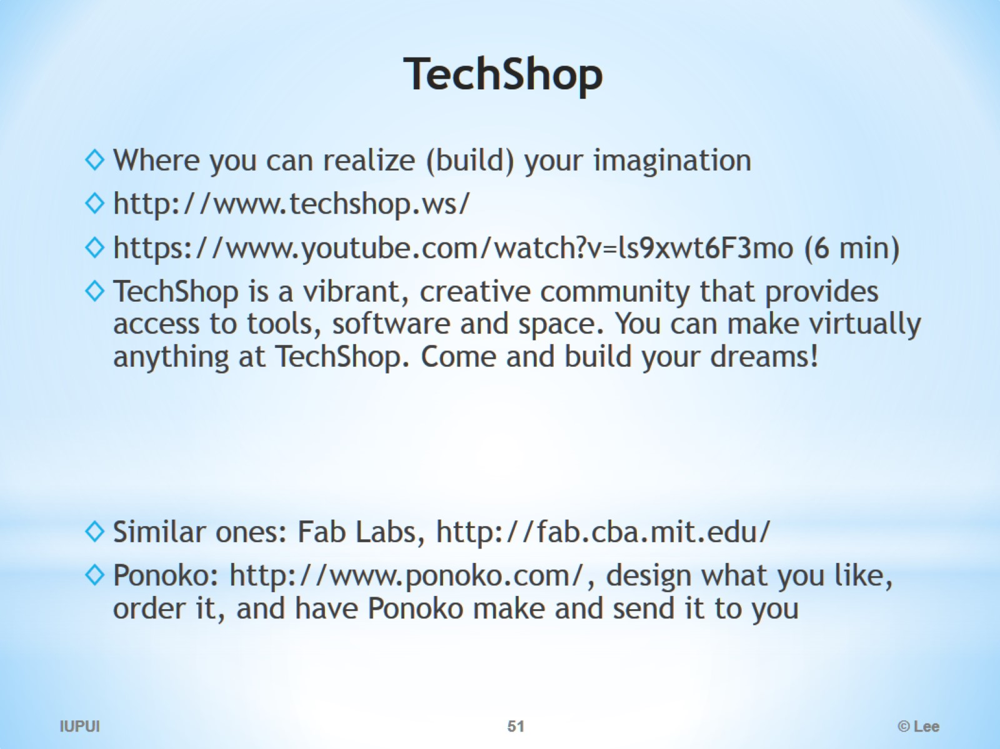 TechShop
◇ Where you can realize (build) your imagination
◇ http://www.techshop.ws/
◇ https://www.youtube.com/watch?v=ls9xwt6F3mo (6 min)
◇ TechShop is a vibrant, creative community that provides
access to tools, software and space. You can make virtually
anything at TechShop. Come and build your dreams!
◇ Similar ones: Fab Labs, http://fab.cba.mit.edu/
◇ Ponoko: http://www.ponoko.com/, design what you like,
order it, and have Ponoko make and send it to you
IUPUI 51 © Lee